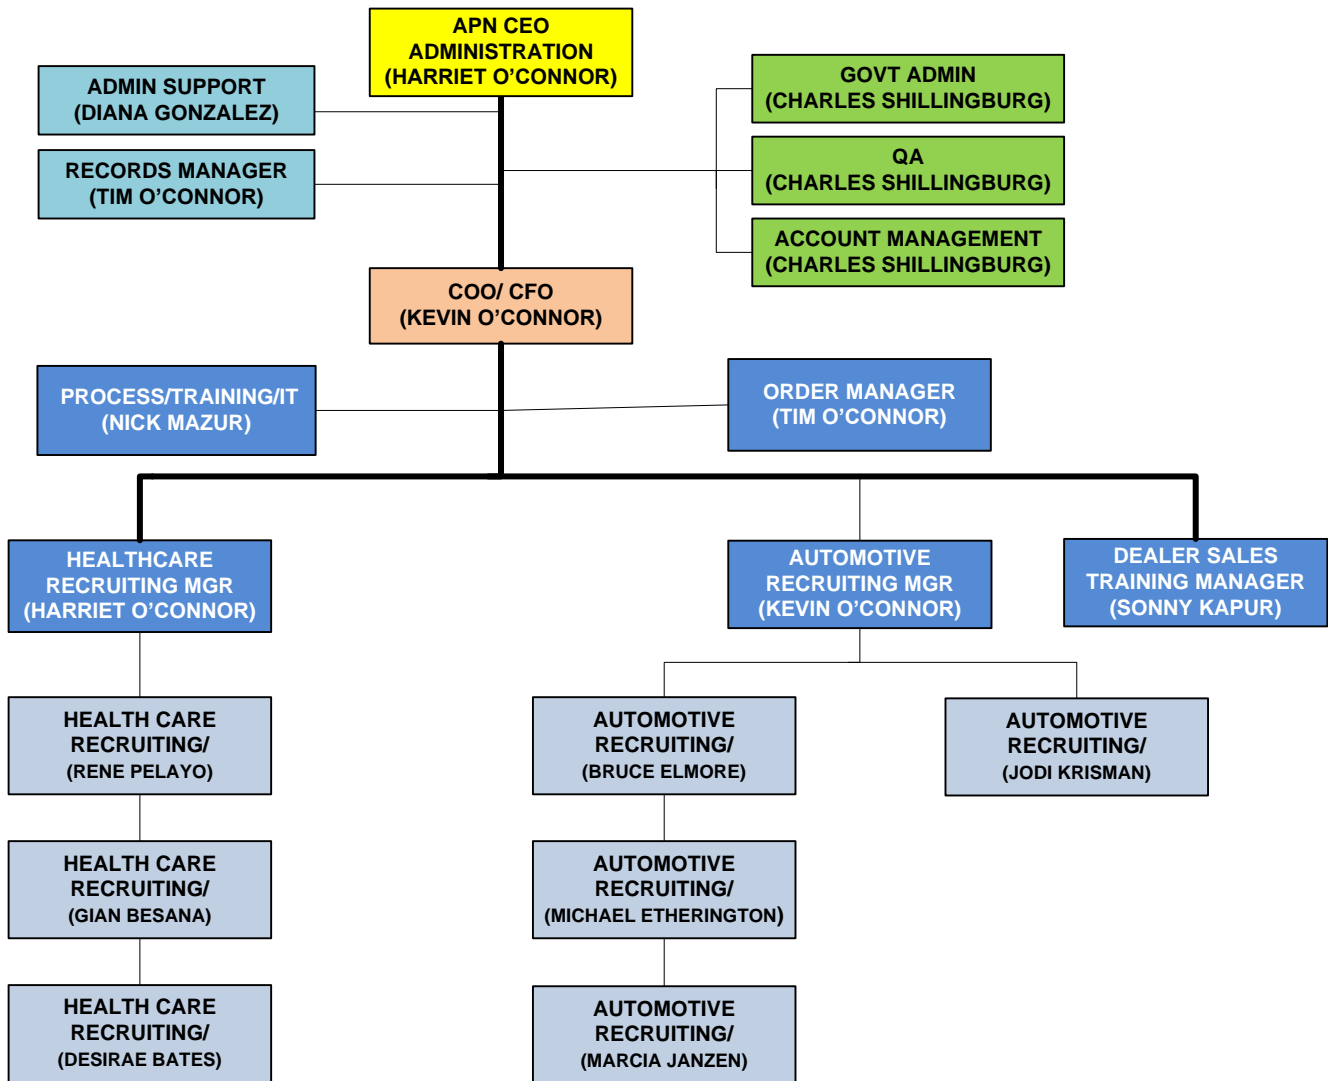 APN CEO
ADMINISTRATION
(HARRIET O’CONNOR)
ADMIN SUPPORT
(DIANA GONZALEZ)
GOVT ADMIN
(CHARLES SHILLINGBURG)
RECORDS MANAGER
(TIM O’CONNOR)
QA
(CHARLES SHILLINGBURG)
ACCOUNT MANAGEMENT
(CHARLES SHILLINGBURG)
COO/ CFO
(KEVIN O’CONNOR)
PROCESS/TRAINING/IT
(NICK MAZUR)
ORDER MANAGER
(TIM O’CONNOR)
HEALTHCARE
RECRUITING MGR
(HARRIET O’CONNOR)
AUTOMOTIVE
RECRUITING MGR
(KEVIN O’CONNOR)
DEALER SALES
TRAINING MANAGER
(SONNY KAPUR)
HEALTH CARE
RECRUITING/
(RENE PELAYO)
AUTOMOTIVE
RECRUITING/
(BRUCE ELMORE)
AUTOMOTIVE
RECRUITING/
(JODI KRISMAN)
HEALTH CARE
RECRUITING/
(GIAN BESANA)
AUTOMOTIVE
RECRUITING/
(MICHAEL ETHERINGTON)
HEALTH CARE
RECRUITING/
(DESIRAE BATES)
AUTOMOTIVE
RECRUITING/
(MARCIA JANZEN)